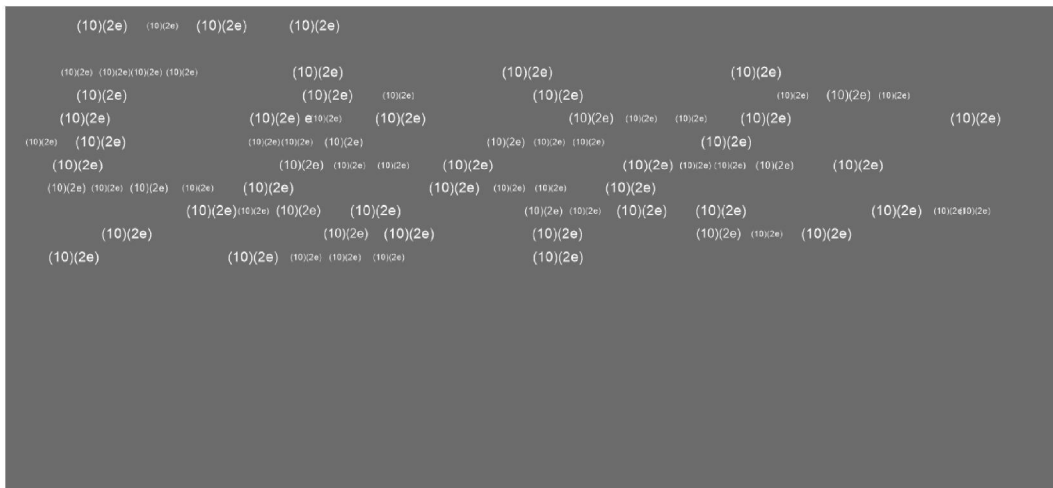 (10)(2e) (10)(2e) (10)(2e) (10)(2e)
(10)(2e) (10)(2e)(10)(2e) (10)(2e) (10)(2e) (10)(2e) (10)(2e)
(10)(2e) (10)(2e) (10)(2e) (10)(2e) (10)(2e) (10)(2e) (10)(2e)
(10)(2e) (10)(2e) e(10)(2e) (10)(2e) (10)(2e) (10)(2e) (10)(2e) (10)(2e) (10)(2e)
(10)(2e) (10)(2e) (10)(2e)(10)(2e) (10)(2e) (10)(2e) (10)(2e) (10)(2e) (10)(2e)
(10)(2e) (10)(2e) (10)(2e) (10)(2e) (10)(2e) (10)(2e) (10)(2e) (10)(2e) (10)(2e) (10)(2e)
(10)(2e) (10)(2e) (10)(2e) (10)(2e) (10)(2e) (10)(2e) (10)(2e) (10)(2e) (10)(2e)
(10)(2e)(10)(2e) (10)(2e) (10)(2e) (10)(2e) (10)(2e) (10)(2e) (10)(2e) (10)(2e) (10)(2e)(10)(2e)
(10)(2e) (10)(2e) (10)(2e) (10)(2e) (10)(2e) (10)(2e) (10)(2e)
(10)(2e) (10)(2e) (10)(2e) (10)(2e) (10)(2e) (10)(2e)